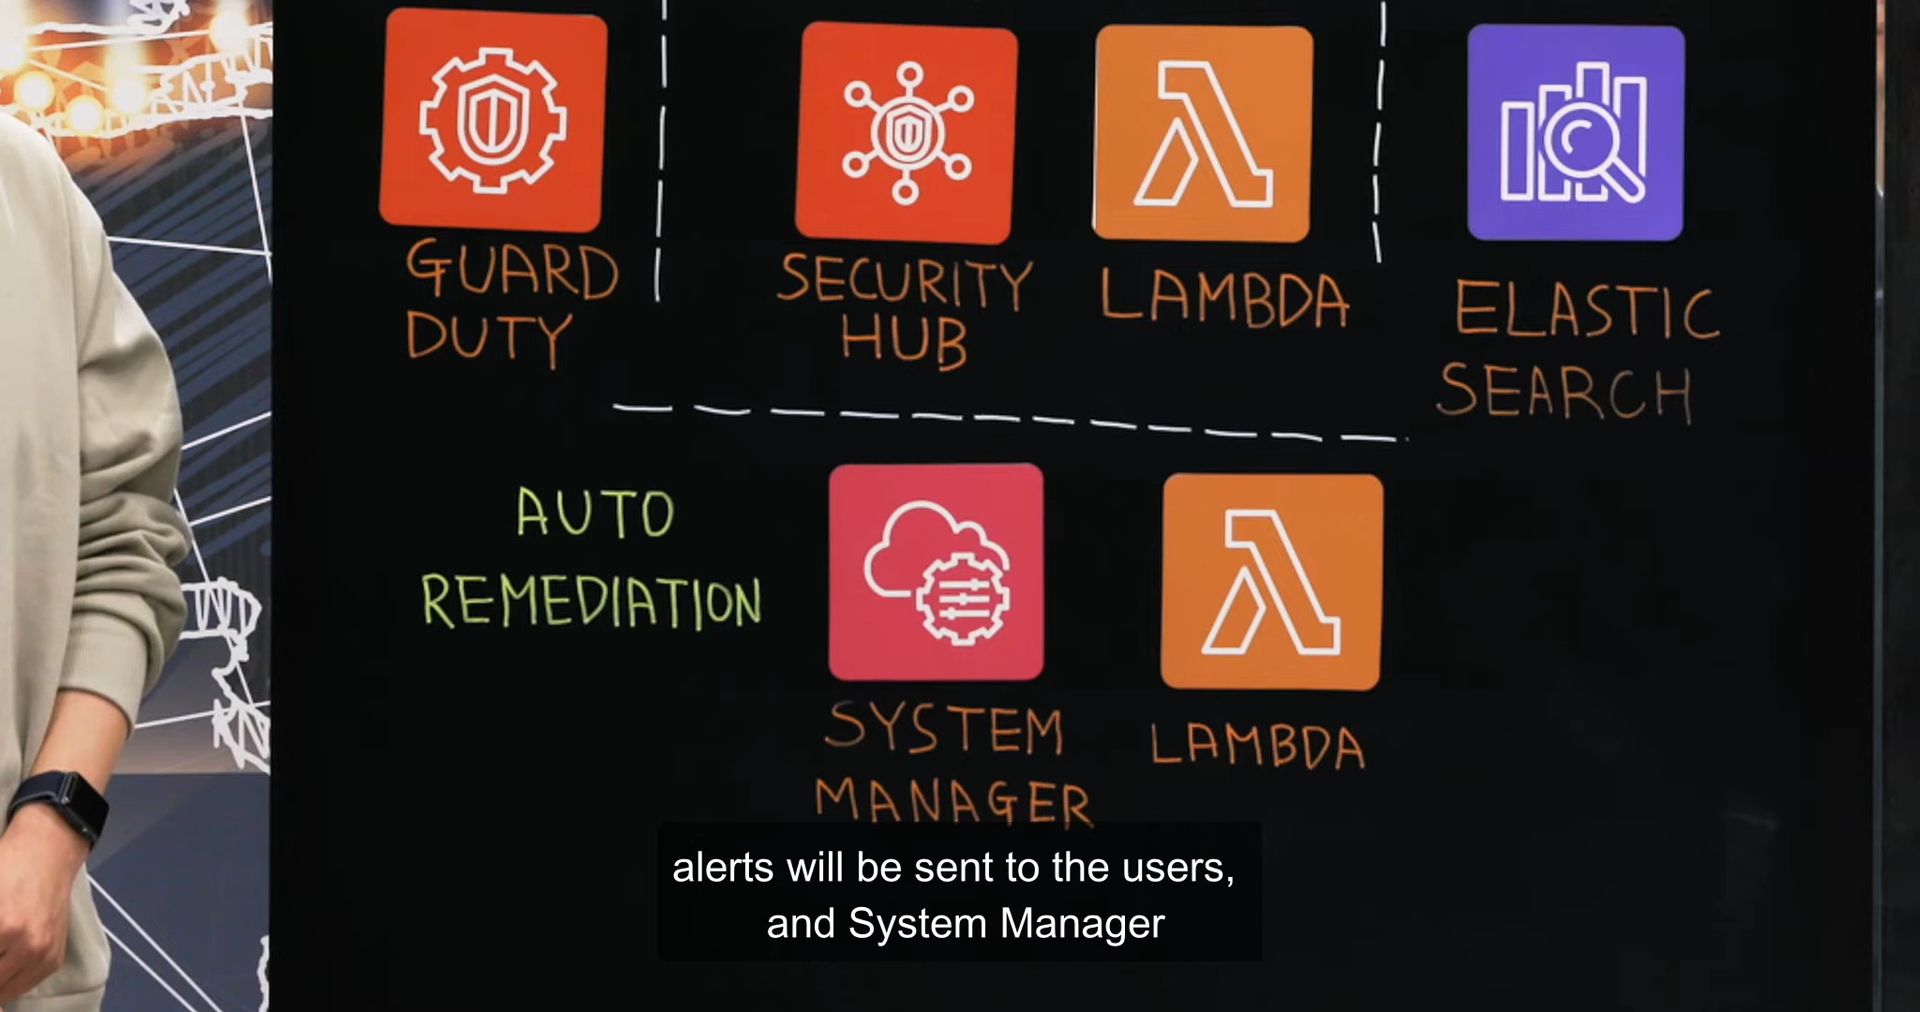 GUARD
DUTY
SECURITY
HUB
LAMBDA
ELASTIC
SEARCH
AUTO
REMEDIATION
SYSTEM
MANAGER
LAMBDA
alerts will be sent to the users,
and System Manager